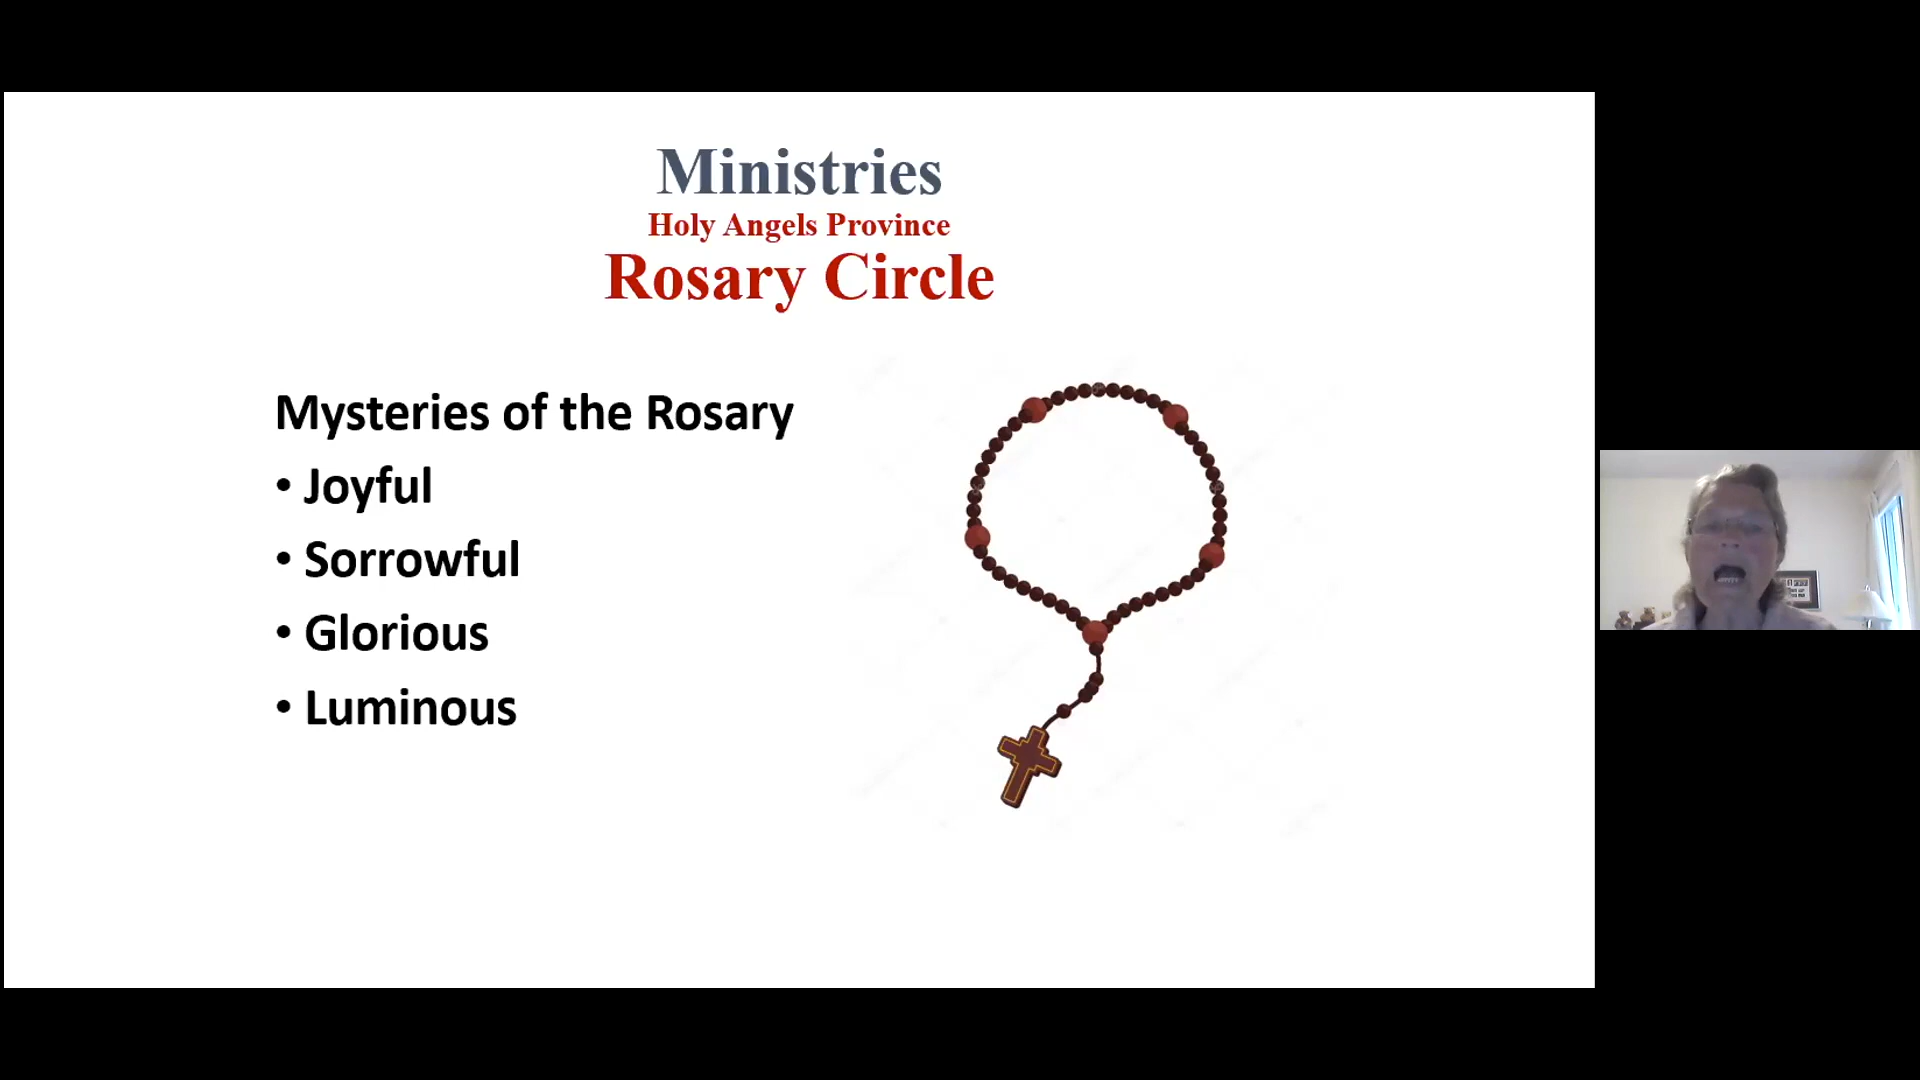 Ministries
Holy Angels Province
Rosary Circle
Mysteries of the Rosary
• Joyful
• Sorrowful
• Glorious
• Luminous